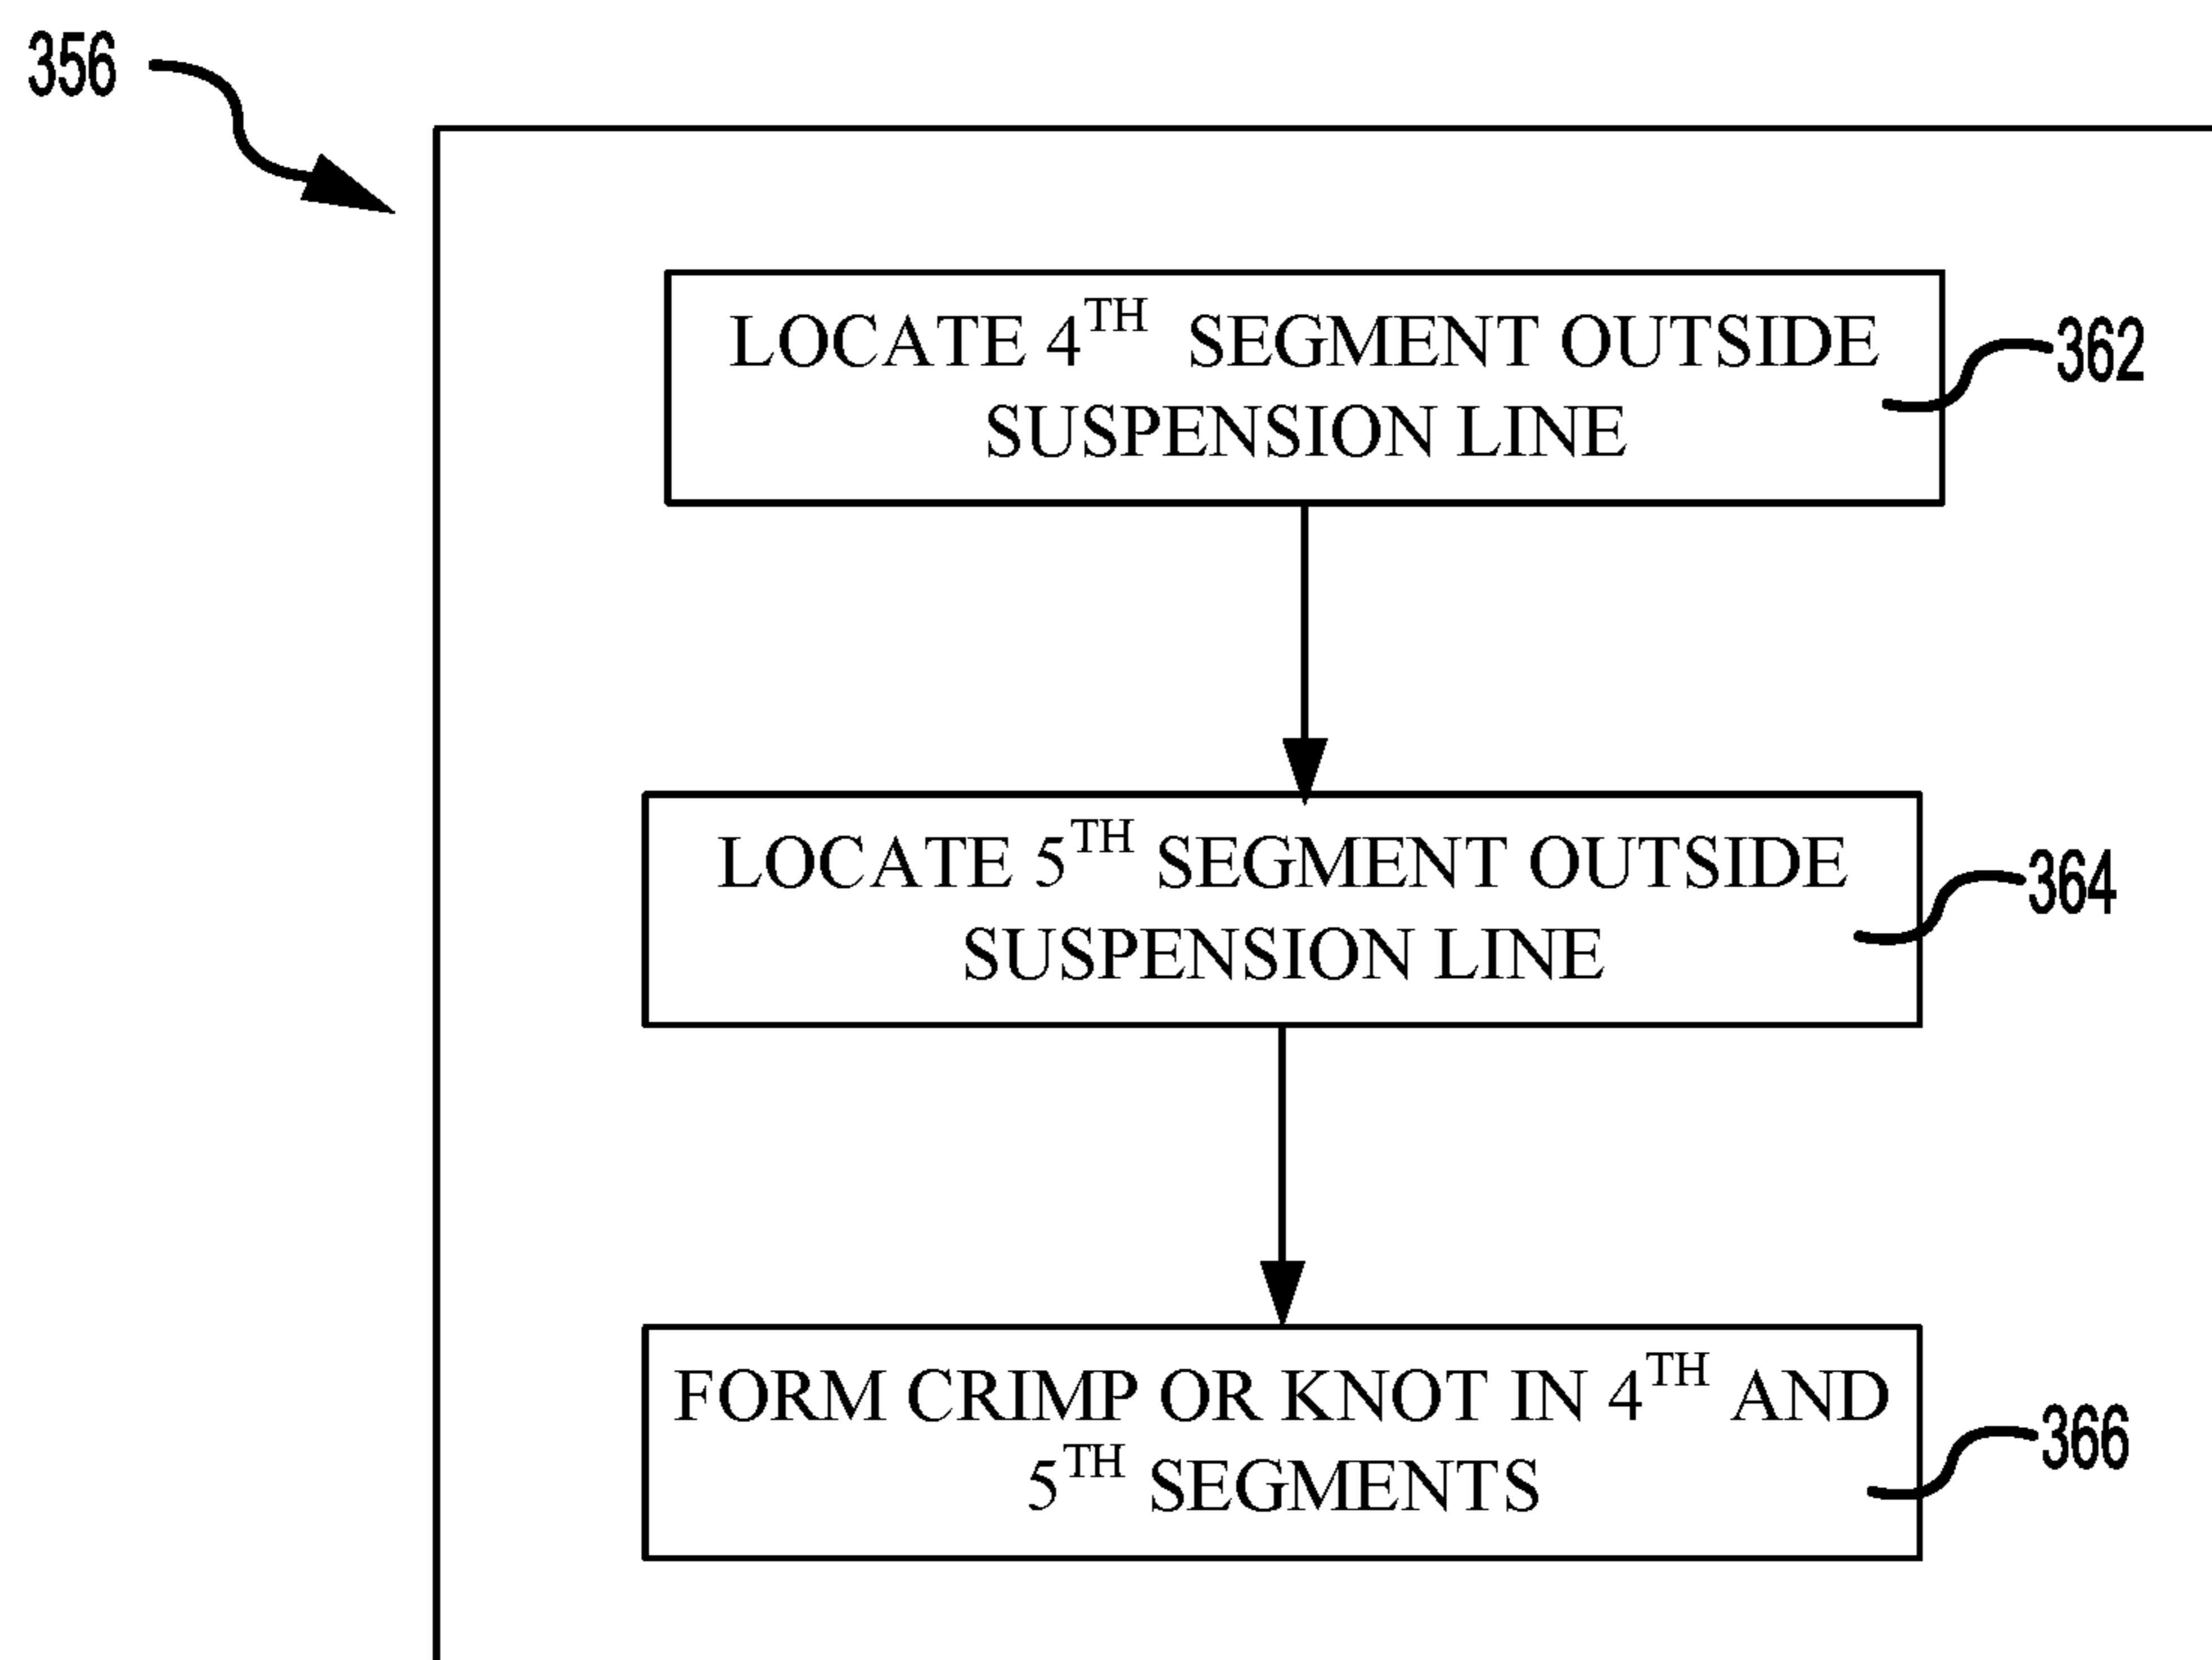 356
LOCATE 4TH SEGMENT OUTSIDE
SUSPENSION LINE
362
LOCATE 5TH SEGMENT OUTSIDE
SUSPENSION LINE
364
FORM CRIMP OR KNOT IN 4TH AND
5TH SEGMENTS
366